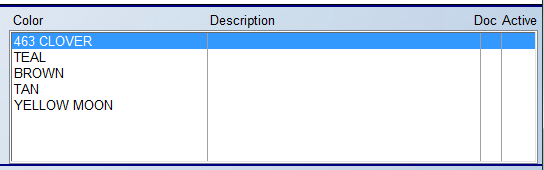 Color Description Doc Active
463 CLOVER
TEAL
BROWN
TAN
YELLOW MOON